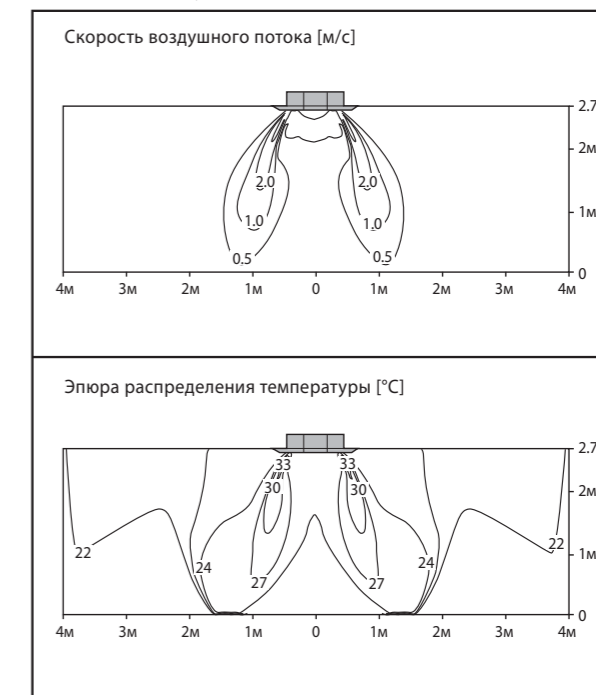 Скорость воздушного потока [м/с]
2.7
2м
2.0 2.0
1м
1.0 1.0
0.5 0.5
0
4м 3м 2м 1м 0 1м 2м 3м 4м
Эпюра распределения температуры [°C]
2.7
33 33
30 30
2м
22 22
1м
24 24
27 27
0
4м 3м 2м 1м 0 1м 2м 3м 4м